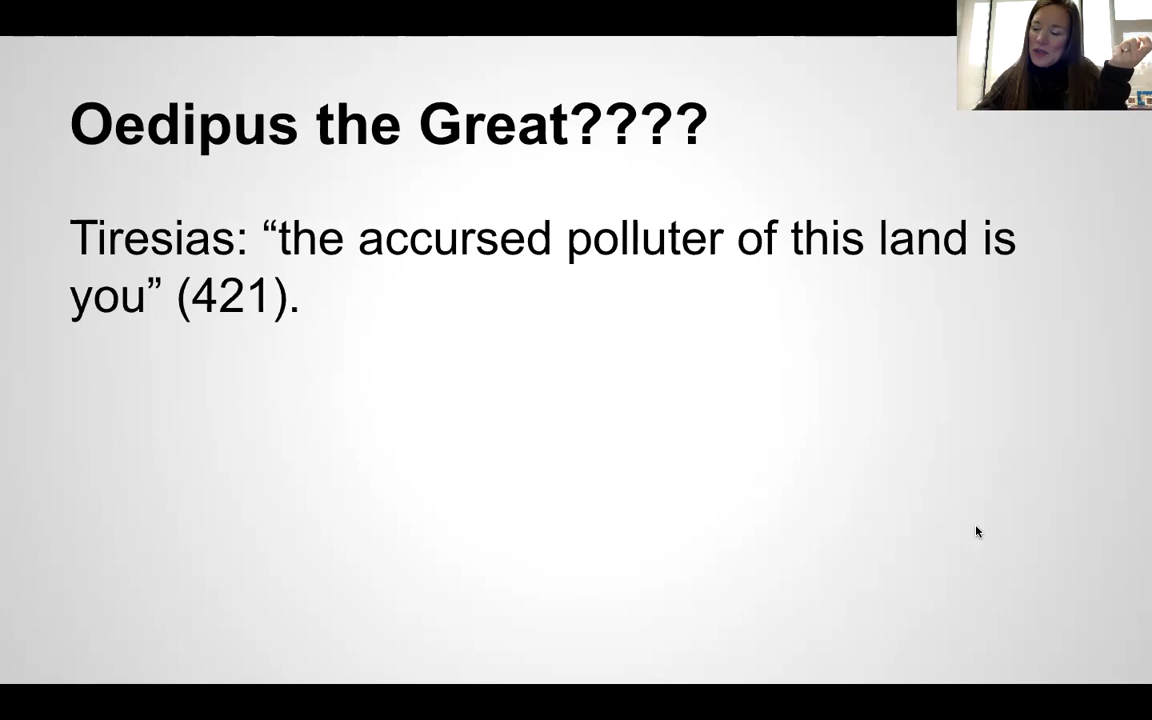 Oedipus the Great????
Tiresias: “the accursed polluter of this land is
you” (421).